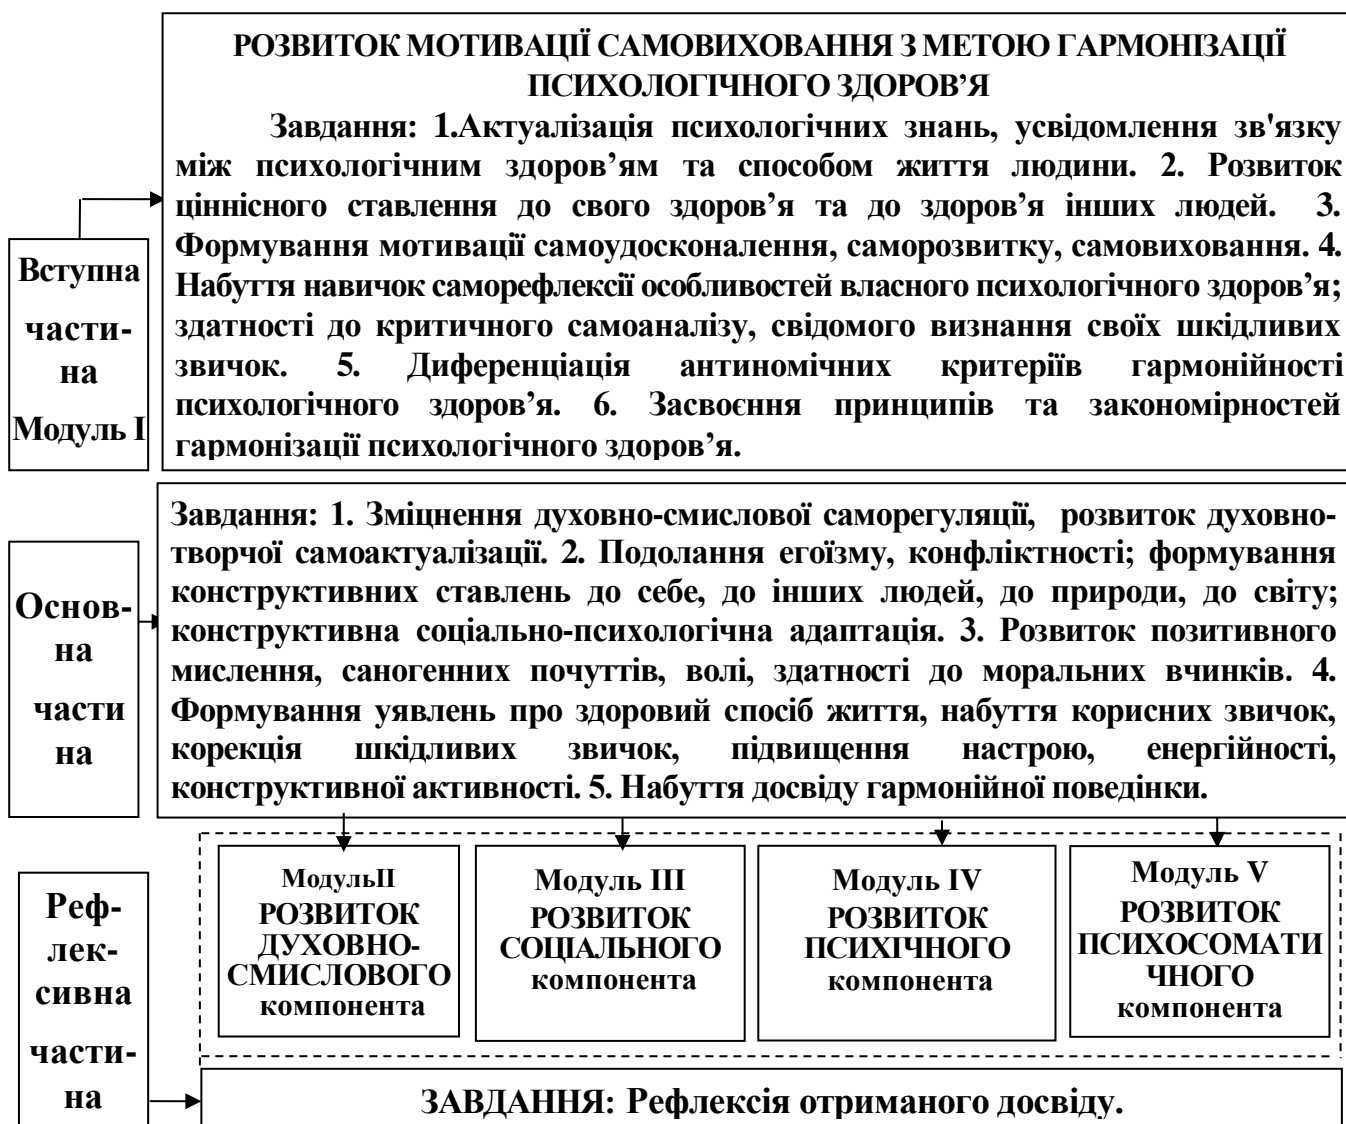 РОЗВИТОК МОТИВАЦІЇ САМОВИХОВАННЯ З МЕТОЮ ГАРМОНІЗАЦІЇ
ПСИХОЛОГІЧНОГО ЗДОРОВ’Я
Завдання: 1.Актуалізація психологічних знань, усвідомлення зв'язку
між психологічним здоров’ям та способом життя людини. 2. Розвиток
ціннісного ставлення до свого здоров’я та до здоров’я інших людей. 3.
Формування мотивації самоудосконалення, саморозвитку, самовиховання. 4.
Набуття навичок саморефлексії особливостей власного психологічного здоров’я;
здатності до критичного самоаналізу, свідомого визнання своїх шкідливих
звичок. 5. Диференціація антиномічних критеріїв гармонійності
психологічного здоров’я. 6. Засвоєння принципів та закономірностей
гармонізації психологічного здоров’я.
Вступна
части-
на
Модуль I
Завдання: 1. Зміцнення духовно-смислової саморегуляції, розвиток духовно-
творчої самоактуалізації. 2. Подолання егоїзму, конфліктності; формування
конструктивних ставлень до себе, до інших людей, до природи, до світу;
конструктивна соціально-психологічна адаптація. 3. Розвиток позитивного
мислення, саногенних почуттів, волі, здатності до моральних вчинків. 4.
Формування уявлень про здоровий спосіб життя, набуття корисних звичок,
корекція шкідливих звичок, підвищення настрою, енергійності,
конструктивної активності. 5. Набуття досвіду гармонійної поведінки.
Основ-
на
части
на
МодульII
РОЗВИТОК
ДУХОВНО-
СМИСЛОВОГО
компонента
Модуль III
РОЗВИТОК
СОЦІАЛЬНОГО
компонента
Модуль IV
РОЗВИТОК
ПСИХІЧНОГО
компонента
Модуль V
РОЗВИТОК
ПСИХОСОМАТИ
ЧНОГО
компонента
Реф-
лек-
сивна
части-
на
ЗАВДАННЯ: Рефлексія отриманого досвіду.